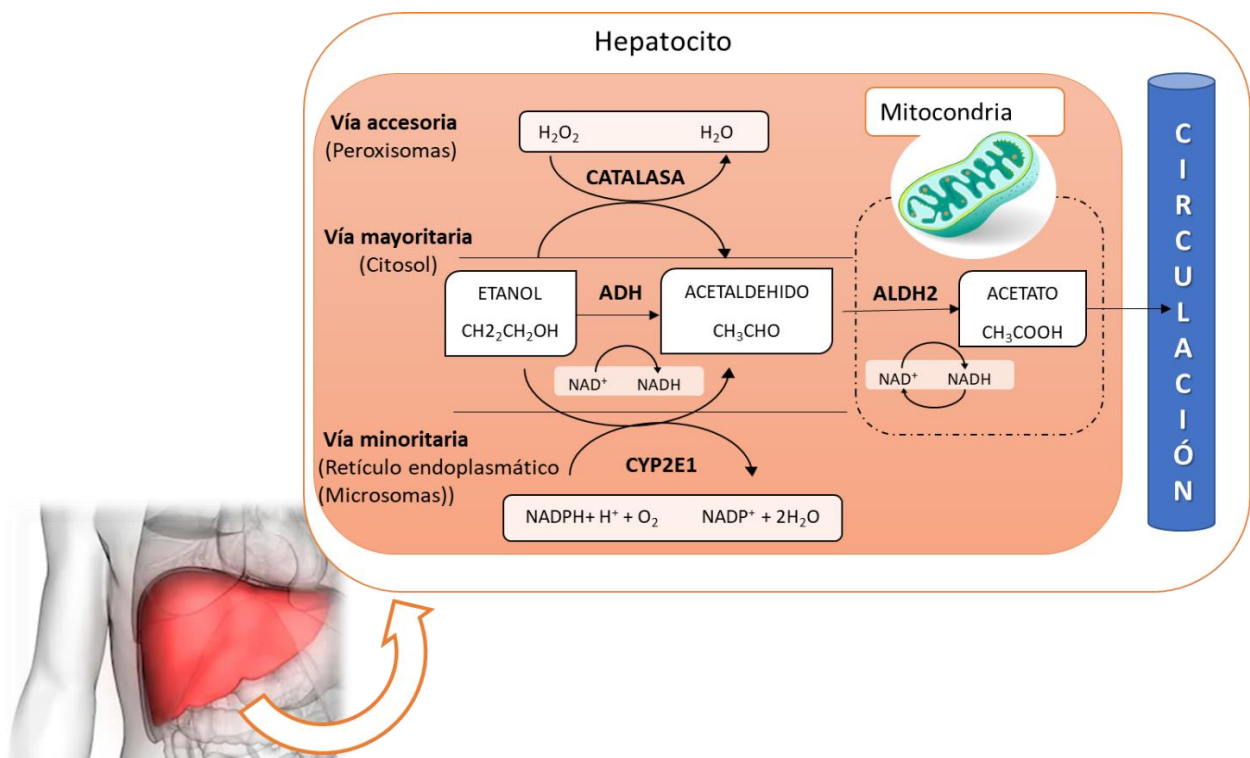 Hepatocito
Vía accesoria
(Peroxisomas)
H₂O₂ H₂O
CATALASA
Mitocondria
Vía mayoritaria
(Citosol)
ETANOL
CH2₂CH₂OH
ADH
ACETALDEHIDO
CH₃CHO
NAD⁺ NADH
ALDH2
ACETATO
CH₃COOH
NAD⁺ NADH
Vía minoritaria
(Retículo endoplasmático
(Microsomas))
CYP2E1
NADPH+ H⁺ + O₂ NADP⁺ + 2H₂O
CIRCULACIÓN